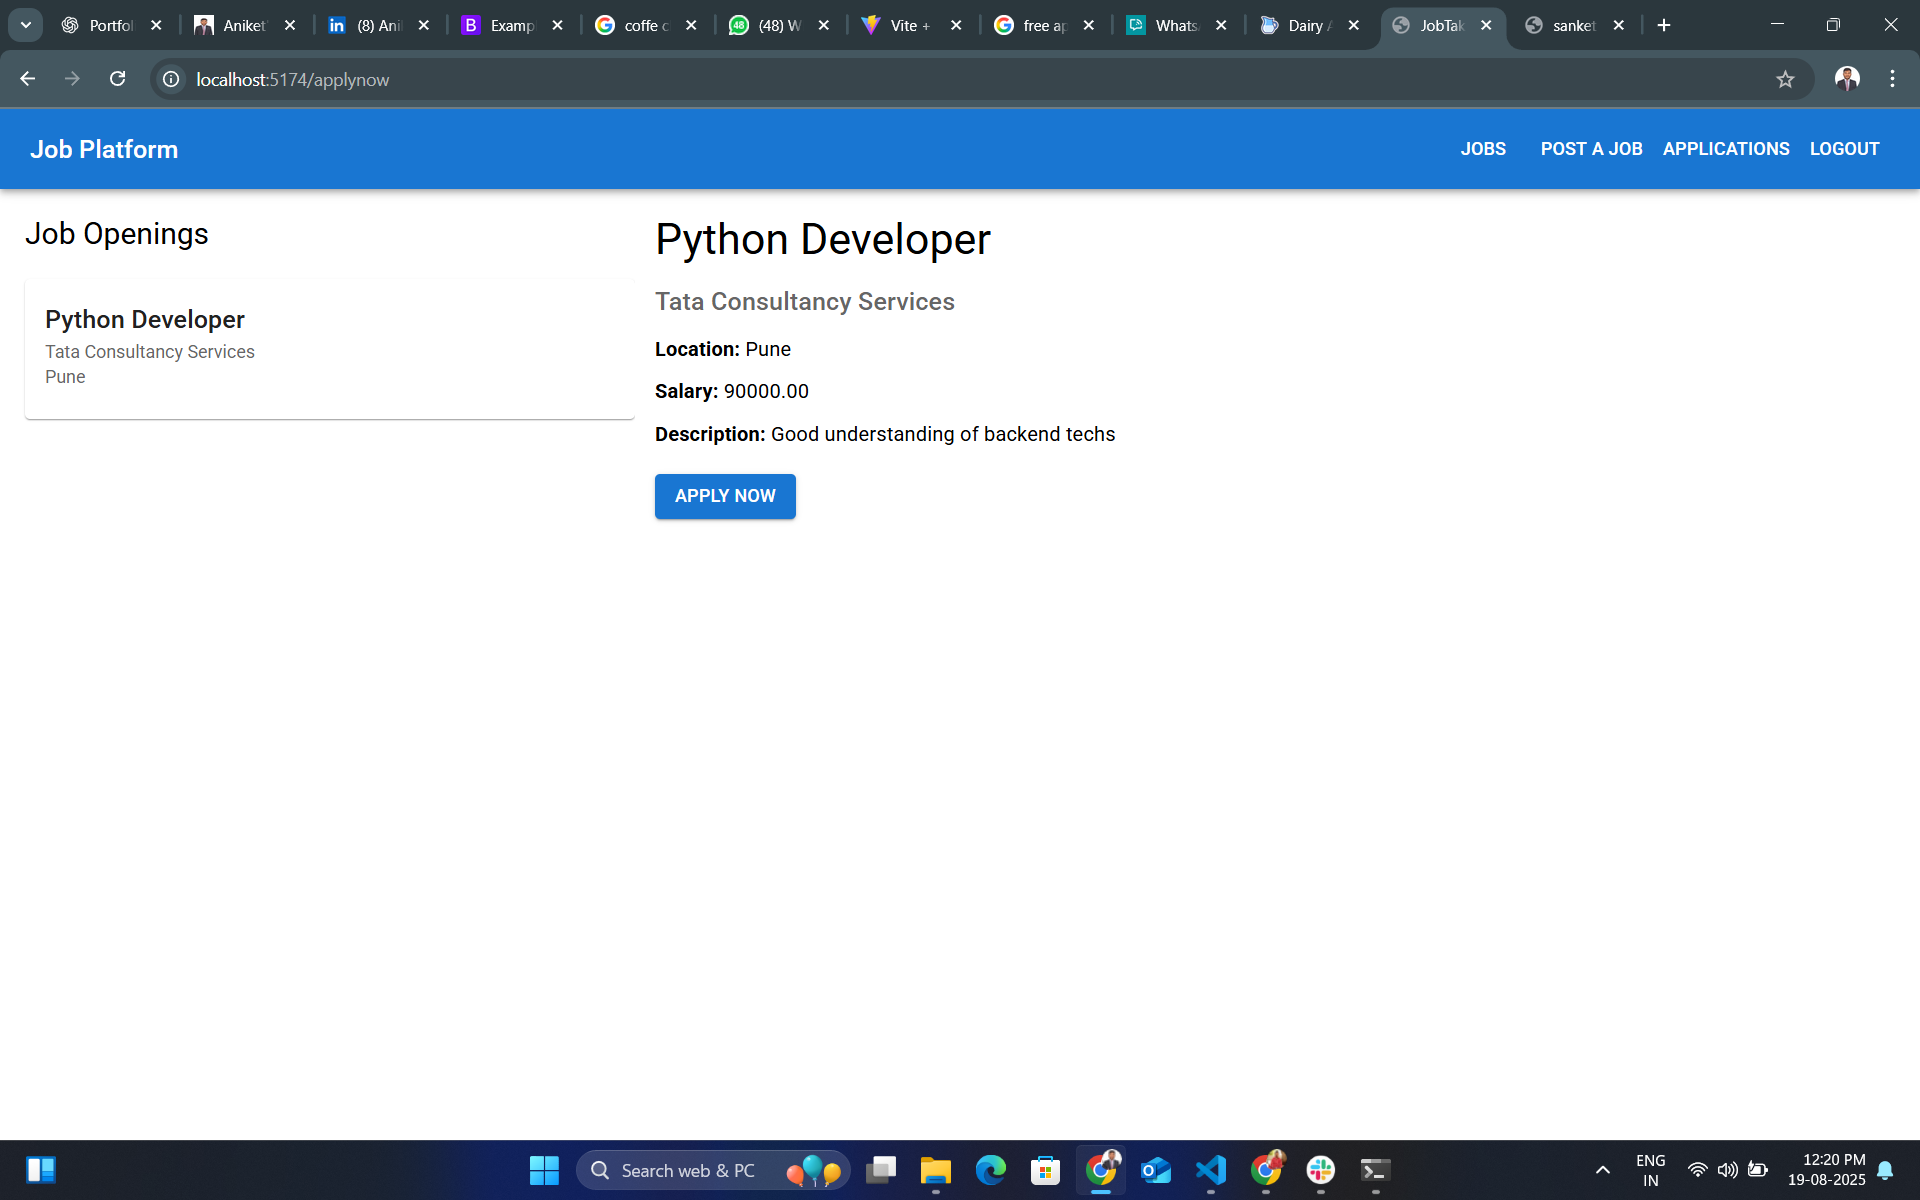 Portfol
Aniket'
(8) Ani
Exampl
coffe c
(48) W
Vite +
free ap
Whats
Dairy A
JobTak
sanket
localhost:5174/applynow
Job Platform
JOBS POST A JOB APPLICATIONS LOGOUT
Job Openings
Python Developer
Tata Consultancy Services
Pune
Python Developer
Tata Consultancy Services
Location: Pune
Salary: 90000.00
Description: Good understanding of backend techs
APPLY NOW
Search web & PC
ENG
IN
12:20 PM
19-08-2025